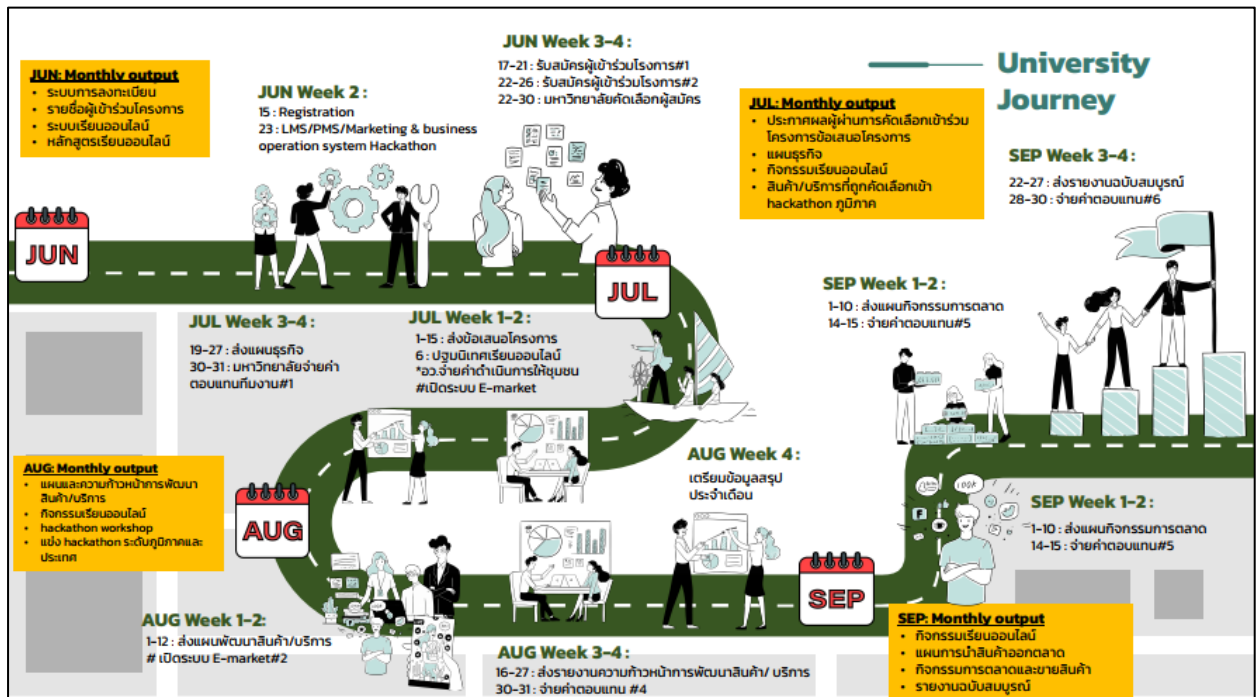 University
Journey
JUN: Monthly output
• ระบบการลงทะเบียน
• รายชื่อผู้เข้าร่วมโครงการ
• ระบบเรียนออนไลน์
• หลักสูตรเรียนออนไลน์
JUN Week 2 :
15 : Registration
23 : LMS/PMS/Marketing & business
operation system Hackathon
JUN Week 3-4 :
17-21 : รับสมัครผู้เข้าร่วมโรงการ#1
22-26 : รับสมัครผู้เข้าร่วมโรงการ#2
22-30 : มหาวิทยาลัยคัดเลือกผู้สมัคร
JUL: Monthly output
• ประกาศผลผู้ผ่านการคัดเลือกเข้าร่วม
โครงการข้อเสนอโครงการ
• แผนธุรกิจ
• กิจกรรมเรียนออนไลน์
• สินค้า/บริการที่ถูกคัดเลือกเข้า
hackathon ภูมิภาค
SEP Week 3-4 :
22-27 : ส่งรายงานฉบับสมบูรณ์
28-30 : จ่ายค่าตอบแทน#6
JUN
JUL
SEP Week 1-2 :
1-10 : ส่งแผนกิจกรรมการตลาด
14-15 : จ่ายค่าตอบแทน#5
JUL Week 3-4 :
19-27 : ส่งแผนธุรกิจ
30-31 : มหาวิทยาลัยจ่ายค่า
ตอบแทนทีมงาน#1
JUL Week 1-2 :
1-15 : ส่งข้อเสนอโครงการ
6 : ปฐมนิเทศเรียนออนไลน์
*อว.จ่ายค่าดำเนินการให้ชุมชน
#เปิดระบบ E-market
AUG: Monthly output
• แผนและความก้าวหน้าการพัฒนา
สินค้า/บริการ
• กิจกรรมเรียนออนไลน์
• hackathon workshop
• แข่ง hackathon ระดับภูมิภาคและ
ประเทศ
AUG
AUG Week 4 :
เตรียมข้อมูลสรุป
ประจำเดือน
SEP
100K
SEP Week 1-2 :
1-10 : ส่งแผนกิจกรรมการตลาด
14-15 : จ่ายค่าตอบแทน#5
AUG Week 1-2:
1-12 : ส่งแผนพัฒนาสินค้า/บริการ
# เปิดระบบ E-market#2
AUG Week 3-4 :
16-27 : ส่งรายงานความก้าวหน้าการพัฒนาสินค้า/ บริการ
30-31 : จ่ายค่าตอบแทน #4
SEP: Monthly output
• กิจกรรมเรียนออนไลน์
• แผนการนำสินค้าออกตลาด
• กิจกรรมการตลาดและขายสินค้า
• รายงานฉบับสมบูรณ์